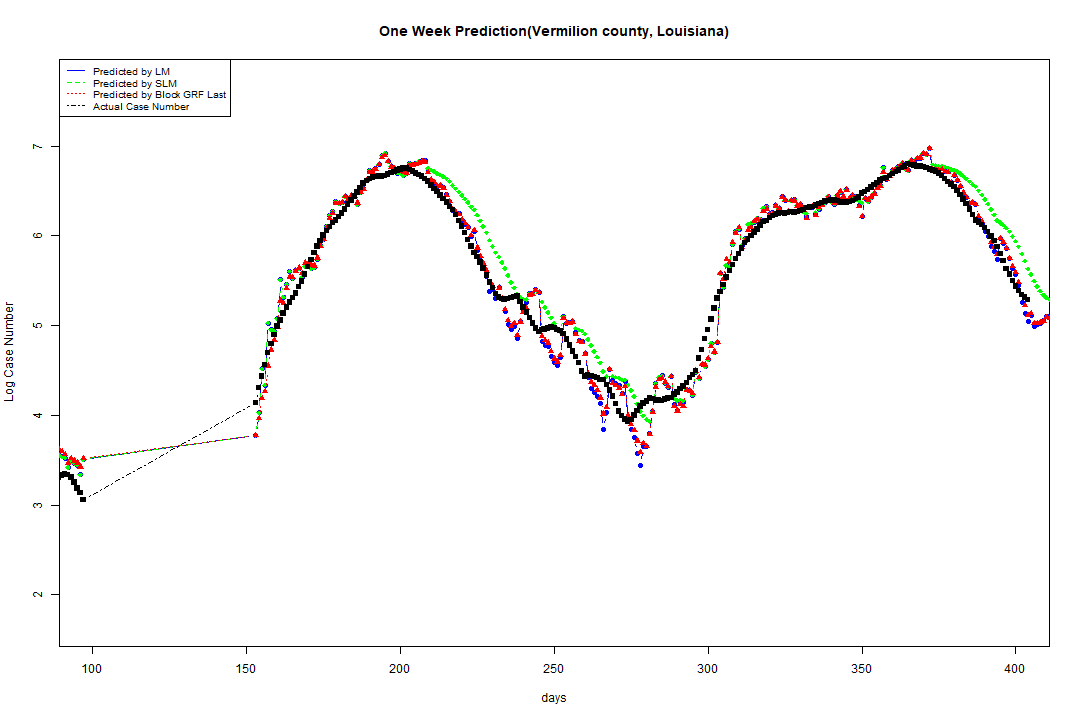 One Week Prediction(Vermilion county, Louisiana)
Predicted by LM
Predicted by SLM
Predicted by Block GRF Last
Actual Case Number
7
6
5
4
3
2
Log Case Number
100 150 200 250 300 350 400
days